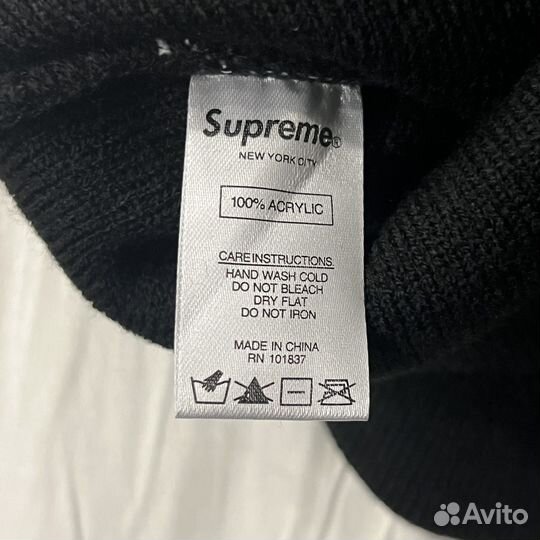 Supreme®
NEW YORK CITY
100% ACRYLIC
CARE INSTRUCTIONS.
HAND WASH COLD
DO NOT BLEACH
DRY FLAT
DO NOT IRON
MADE IN CHINA
RN 101837
Avito